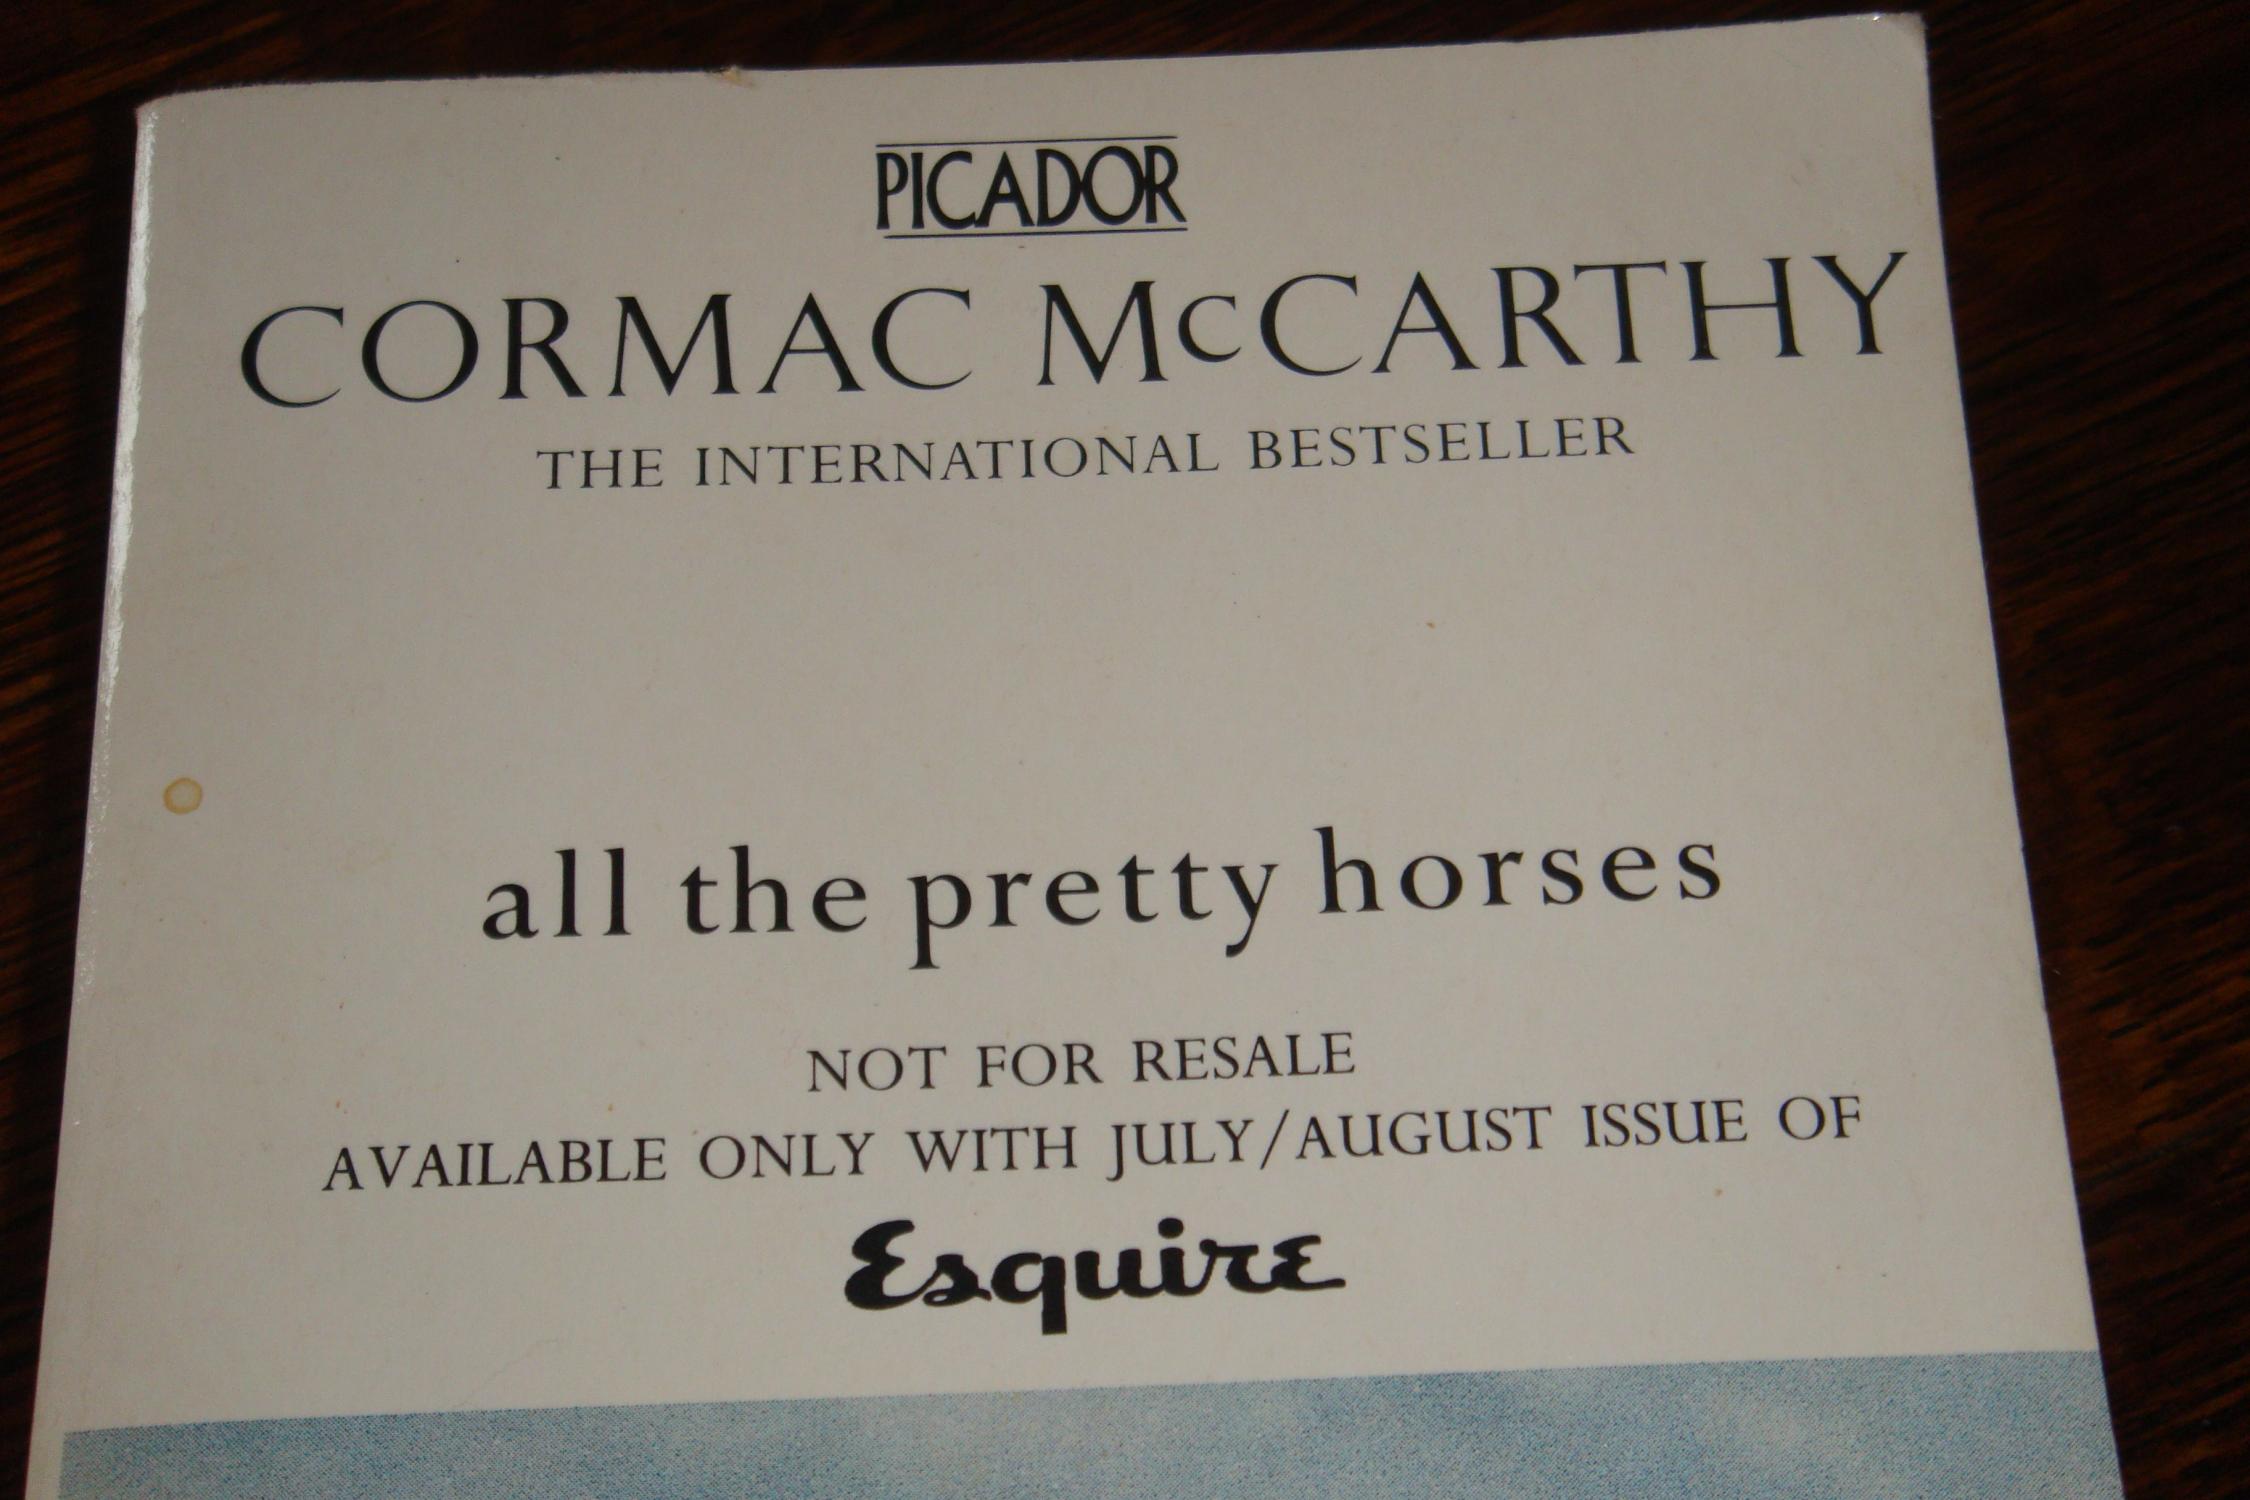 PICADOR
CORMAC McCARTHY
THE INTERNATIONAL BESTSELLER
all the pretty horses
NOT FOR RESALE
AVAILABLE ONLY WITH JULY/AUGUST ISSUE OF
Esquire